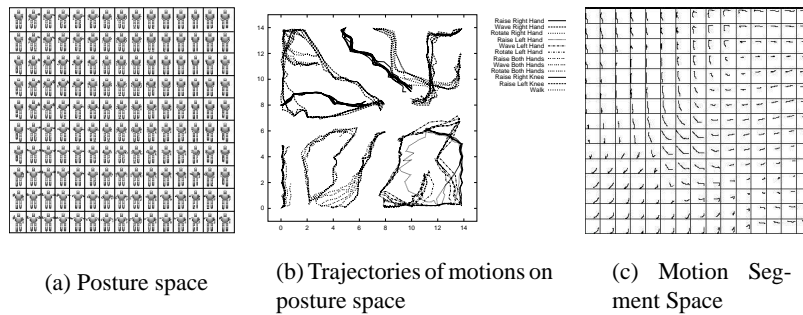 14
12
10
8
6
4
2
0
0 2 4 6 8 10 12 14
Raise Right Hand
Wave Right Hand
Rotate Right Hand
Raise Left Hand
Wave Left Hand
Rotate Left Hand
Raise Both Hands
Wave Both Hands
Rotate Both Hands
Raise Right Knee
Raise Left Knee
Walk
(a) Posture space
(b) Trajectories of motions on
posture space
(c) Motion Seg-
ment Space